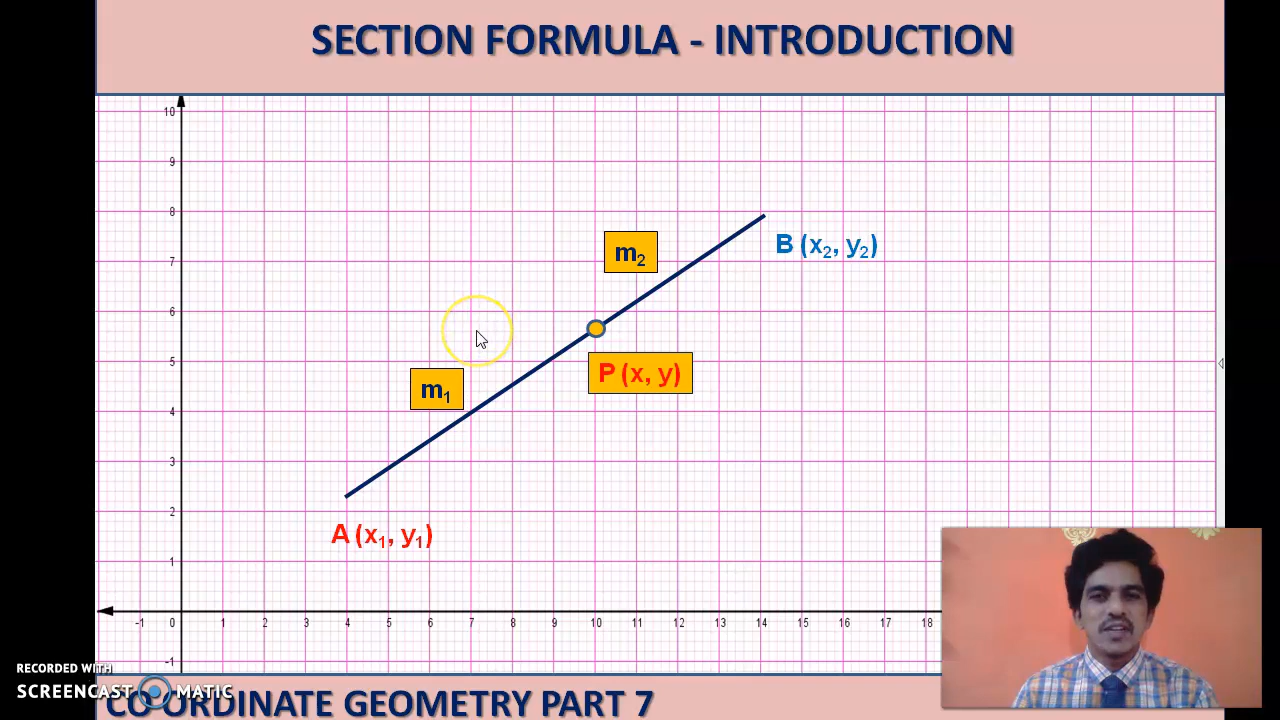 SECTION FORMULA - INTRODUCTION
10
9
8
B (x₂, y₂)
m₂
7
6
P (x, y)
5
m₁
4
3
2
A (x₁, y₁)
1
-1 0 1 2 3 4 5 6 7 8 9 10 11 12 13 14 15 16 17 18
-1
RECORDED WITH
SCREENCAST MATIC
CO ORDINATE GEOMETRY PART 7